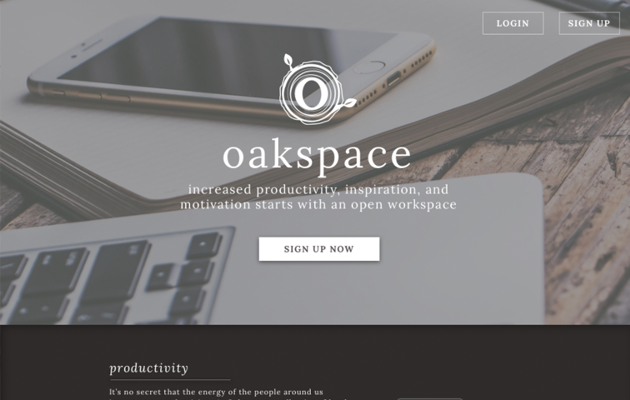 LOGIN SIGN UP
o
oakspace
increased productivity, inspiration, and
motivation starts with an open workspace
SIGN UP NOW
productivity
It's no secret that the energy of the people around us